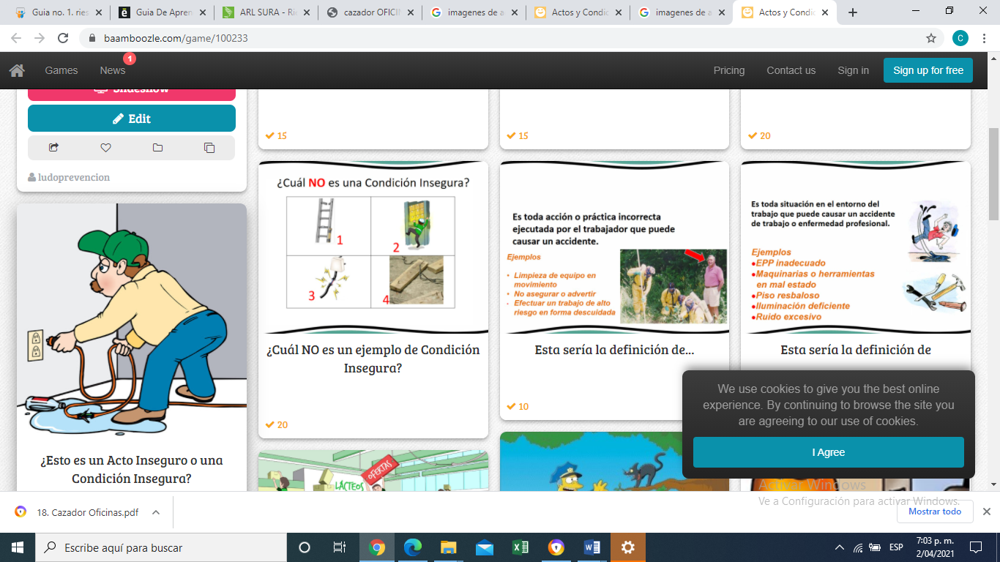 Guia no. 1. ries
Guia De Apren
ARL SURA - Ri
cazador OFICI
imagenes de a
Actos y Condic
imagenes de a
Actos y Condic
baamboozle.com/game/100233
C
Games
News
1
Pricing
Contact us
Sign in
Sign up for free
Slideshow
Edit
ludoprevencion
15
15
20
¿Esto es un Acto Inseguro o una
Condición Insegura?
¿Cuál NO es una Condición Insegura?
1
2
3
4
¿Cuál NO es un ejemplo de Condición
Insegura?
20
Es toda acción o práctica incorrecta
ejecutada por el trabajador que puede
causar un accidente.
Ejemplos
• Limpieza de equipo en
movimiento
• No asegurar o advertir
• Efectuar un trabajo de alto
riesgo en forma descuidada
Esta sería la definición de...
10
Es toda situación en el entorno del
trabajo que puede causar un accidente
de trabajo o enfermedad profesional.
Ejemplos
•EPP inadecuado
•Maquinarias o herramientas
en mal estado
•Piso resbaloso
•Iluminación deficiente
•Ruido excesivo
Esta sería la definición de
LÁCTEOS
OFERTAS
We use cookies to give you the best online
experience. By continuing to browse the site you
are agreeing to our use of cookies.
I Agree
Activar Windows
Ve a Configuración para activar Windows.
18. Cazador Oficinas.pdf
Mostrar todo
Escribe aquí para buscar
ESP
7:03 p. m.
2/04/2021